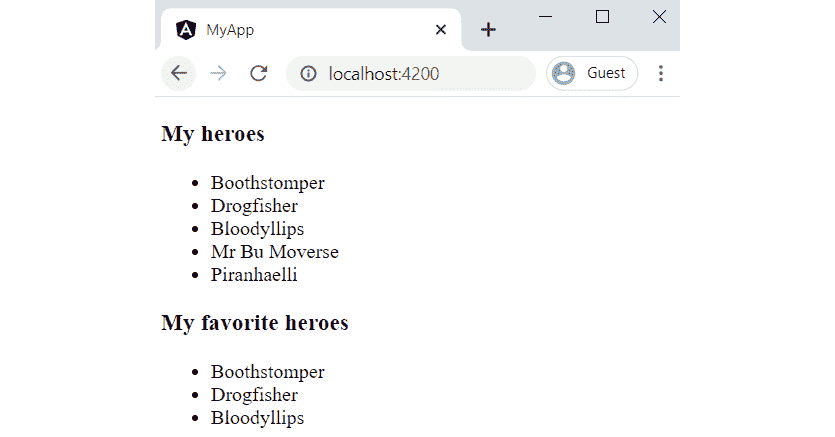 MyApp
localhost:4200
Guest
My heroes
Boothstomper
Drogfisher
Bloodyllips
Mr Bu Moverse
Piranhaelli
My favorite heroes
Boothstomper
Drogfisher
Bloodyllips